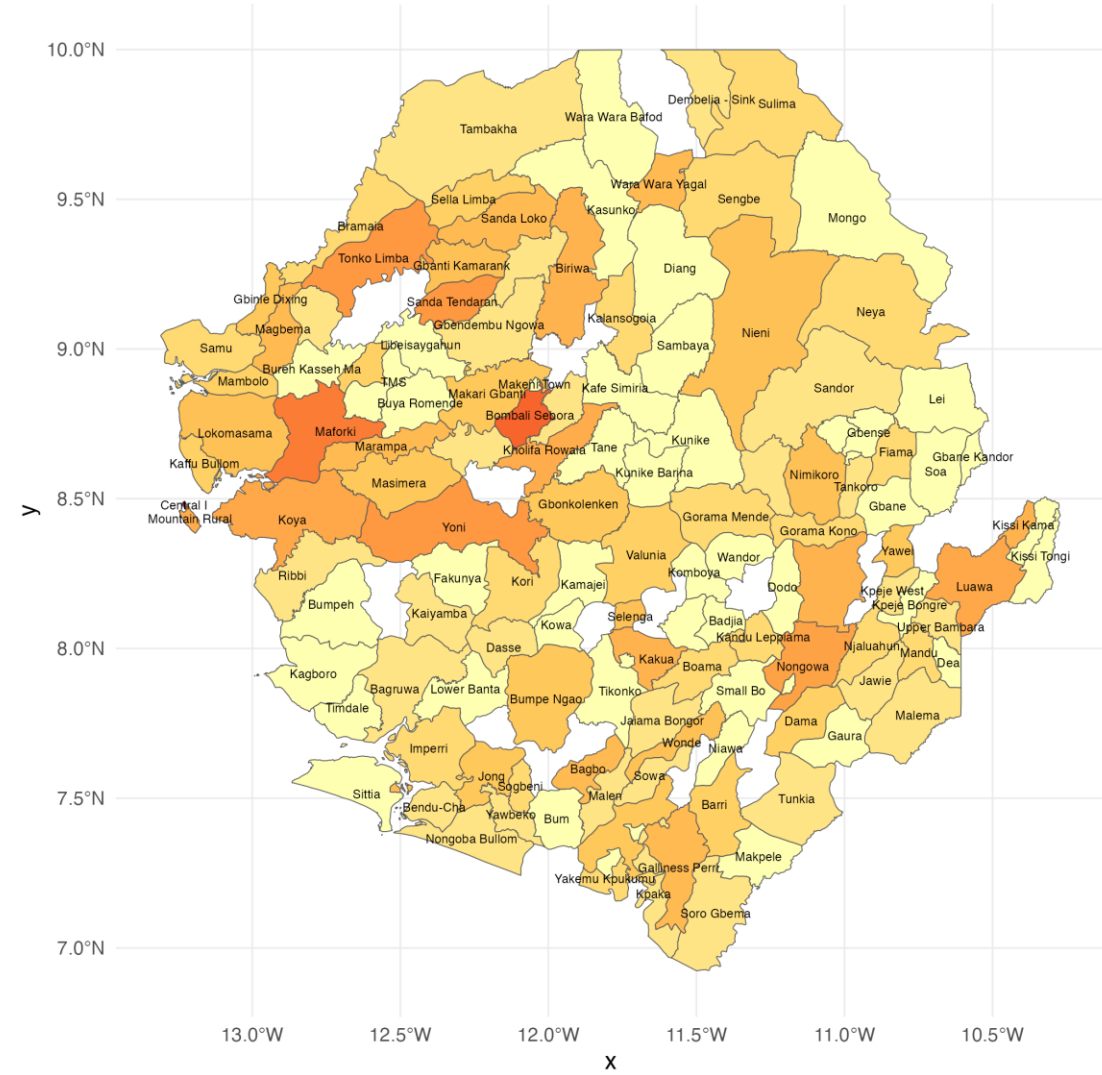 10.0°N
9.5°N
9.0°N
8.5°N
8.0°N
7.5°N
7.0°N
y
Dembelia - Sink
Sulima
Wara Wara Bafod
Tambakha
Wara Wara Yagal
Sella Limba
Sengbe
Kasunko
Sanda Loko
Mongo
Bramaia
Tonko Limba
Gbanti Kamarank
Biriwa
Diang
Gbinle Dixing
Sanda Tendaran
Kalansogoia
Neya
Magbema
Gbendembu Ngowa
Nieni
Samu
Libeisaygahun
Sambaya
Bureh Kasseh Ma
Mambolo
TMS
Makeni Town
Kafe Simiria
Sandor
Makari Gbanti
Lei
Buya Romende
Bombali Sebora
Lokomasama
Maforki
Gbense
Marampa
Kholifa Rowala
Tane
Kunike
Fiama
Gbane Kandor
Kaffu Bullom
Masimera
Kunike Barina
Nimikoro
Soa
Tankoro
Central I
Mountain Rural
Gbonkolenken
Gbane
Koya
Yoni
Gorama Mende
Gorama Kono
Kissi Kama
Valunia
Wandor
Yawei
Kissi Tongi
Ribbi
Fakunya
Kori
Kamajei
Komboya
Dodo
Luawa
Bumpeh
Kpeje West
Kpeje Bongre
Kaiyamba
Selenga
Badjia
Kowa
Upper Bambara
Kandu Leppiama
Dasse
Njaluahun
Mandu
Kakua
Boama
Nongowa
Dea
Kagboro
Bagruwa
Lower Banta
Tikonko
Small Bo
Jawie
Bumpe Ngao
Timdale
Jaiama Bongor
Dama
Malema
Imperri
Wonde
Niawa
Gaura
Jong
Bagbo
Sowa
Sittia
Sogbeni
Malen
Tunkia
Bendu-Cha
Yawbeko
Bum
Barri
Nongoba Bullom
Makpele
Galliness Perri
Yakemu Kpukumu
Kpaka
Soro Gbema
13.0°W
12.5°W
12.0°W
11.5°W
11.0°W
10.5°W
x